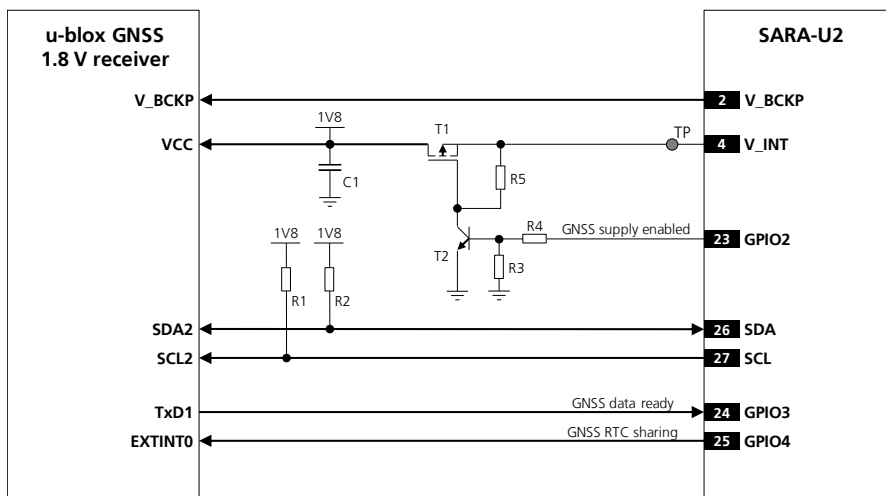 u-blox GNSS
1.8 V receiver
SARA-U2
V_BCKP
2
V_BCKP
1V8
T1
TP
VCC
4
V_INT
C1
R5
R4
GNSS supply enabled
23
GPIO2
1V8
1V8
T2
R3
R1
R2
SDA2
26
SDA
SCL2
27
SCL
TxD1
GNSS data ready
24
GPIO3
EXTINT0
GNSS RTC sharing
25
GPIO4